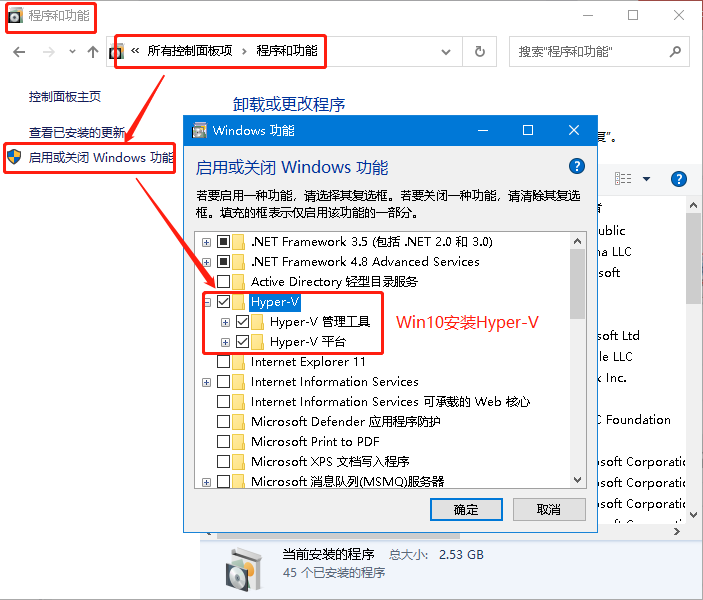 程序和功能
« 所有控制面板项 › 程序和功能
搜索"程序和功能"
控制面板主页
查看已安装的更新
启用或关闭 Windows 功能
卸载或更改程序
复"。
Windows 功能
启用或关闭 Windows 功能
若要启用一种功能，请选择其复选框。若要关闭一种功能，请清除其复选
框。填充的框表示仅启用该功能的一部分。
.NET Framework 3.5 (包括 .NET 2.0 和 3.0)
.NET Framework 4.8 Advanced Services
Active Directory 轻型目录服务
Hyper-V
Hyper-V 管理工具
Hyper-V 平台
Internet Explorer 11
Internet Information Services
Internet Information Services 可承载的 Web 核心
Microsoft Defender 应用程序防护
Microsoft Print to PDF
Microsoft XPS 文档写入程序
Microsoft 消息队列(MSMQ)服务器
Win10安装Hyper-V
确定
取消
ublic
na LLC
soft
soft Ltd
le LLC
x Inc.
C Foundation
osoft Corporatic
osoft Corporatic
osoft Corporatic
当前安装的程序 总大小: 2.53 GB
45 个已安装的程序